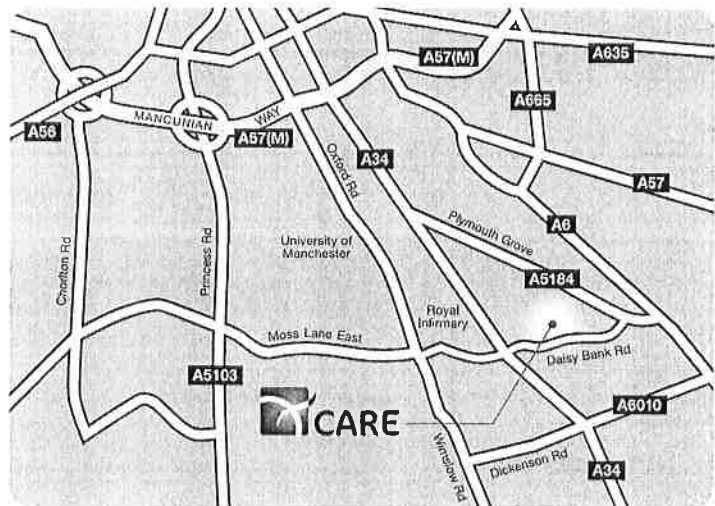 A57(M)
A635
A665
A56
MANCUNIAN
WAY
A57(M)
Oxford Rd
A34
A57
Plymouth Grove
A6
University of
Manchester
A5184
Chorlton Rd
Princess Rd
Royal
Infirmary
Moss Lane East
Daisy Bank Rd
A5103
CARE
A6010
Wimslow Rd
Dickenson Rd
A34